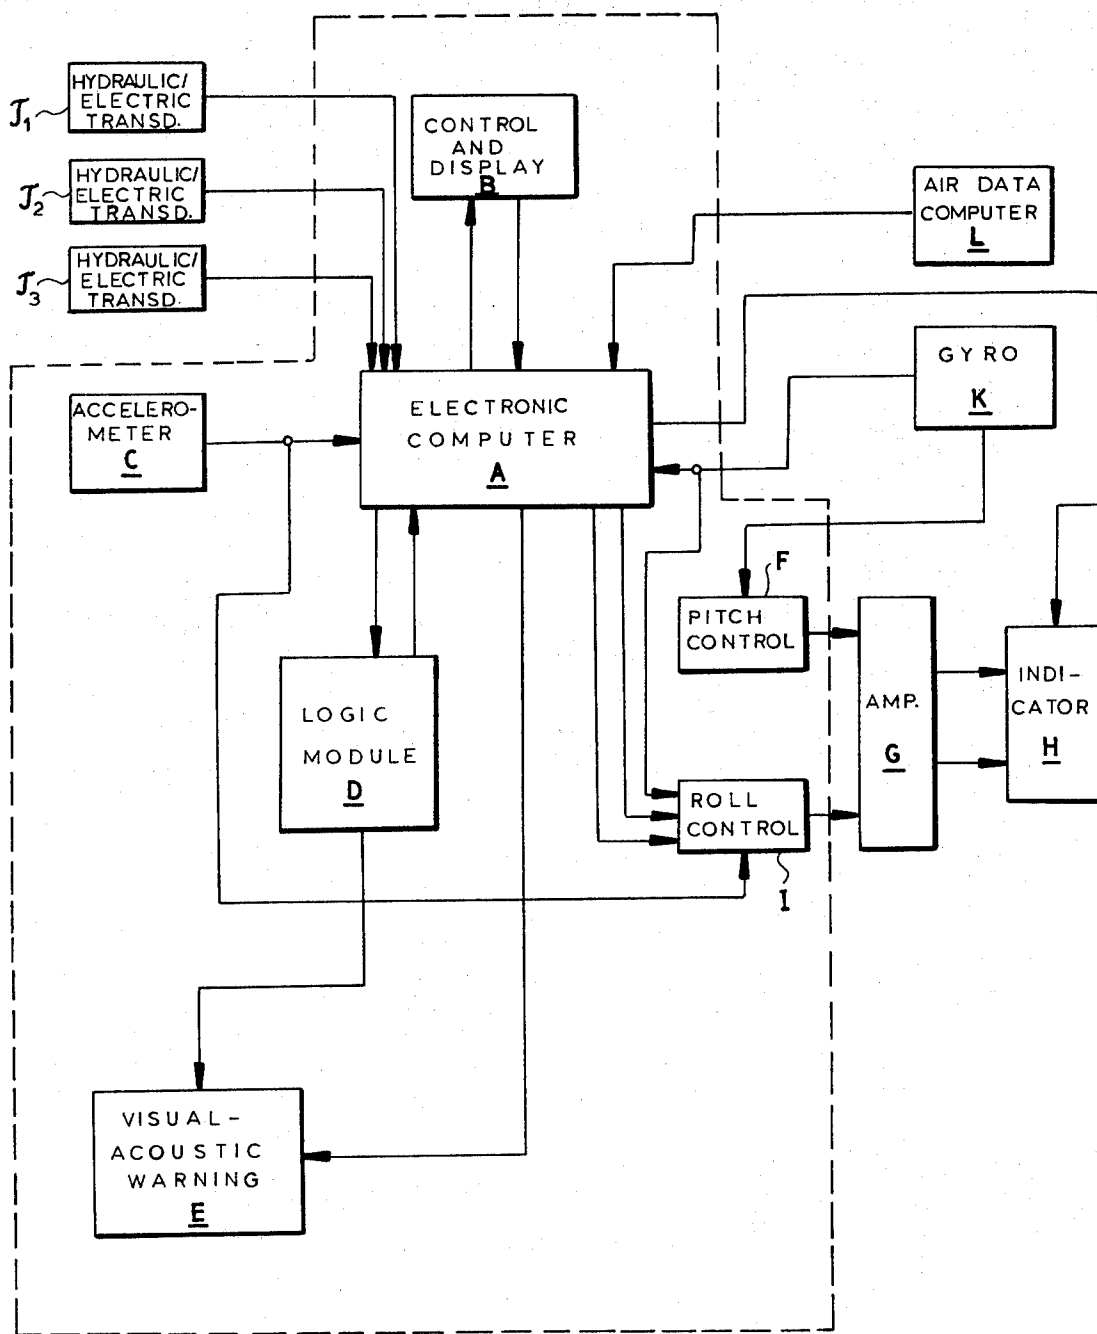 HYDRAULIC/
ELECTRIC
TRANSD.
J1
HYDRAULIC/
ELECTRIC
TRANSD.
J2
HYDRAULIC/
ELECTRIC
TRANSD.
J3
CONTROL
AND
DISPLAY
B
AIR DATA
COMPUTER
L
GYRO
K
ACCELERO-
METER
C
ELECTRONIC
COMPUTER
A
F
PITCH
CONTROL
LOGIC
MODULE
D
ROLL
CONTROL
I
AMP.
G
INDI-
CATOR
H
VISUAL-
ACOUSTIC
WARNING
E